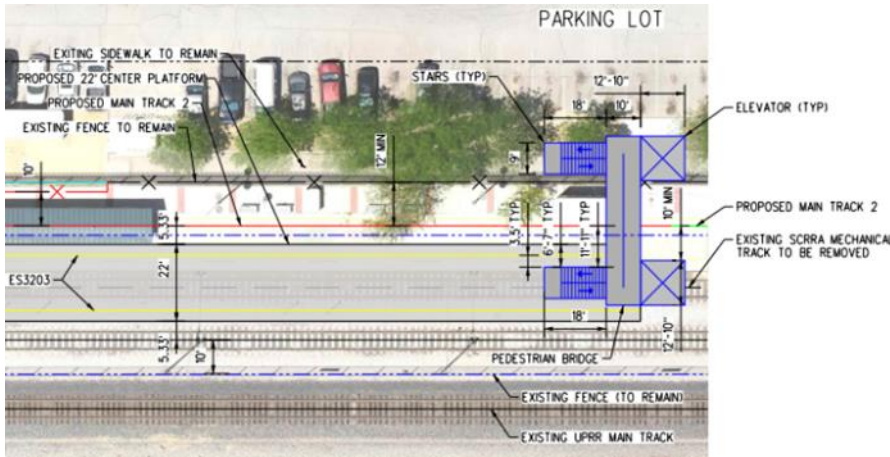 PARKING LOT
EXITING SIDEWALK TO REMAIN
PROPOSED 22' CENTER PLATFORM
PROPOSED MAIN TRACK 2
EXISTING FENCE TO REMAIN
STAIRS (TYP)
12'-10"
18'
10'
ELEVATOR (TYP)
9'
12' MIN
10'
5.33'
3.5' TYP
6'-7" TYP
11'-11" TYP
10' MIN
PROPOSED MAIN TRACK 2
EXISTING SCRRA MECHANICAL
TRACK TO BE REMOVED
ES3203
22'
18'
12'-10"
5.33'
10'
PEDESTRIAN BRIDGE
EXISTING FENCE (TO REMAIN)
EXISTING UPRR MAIN TRACK